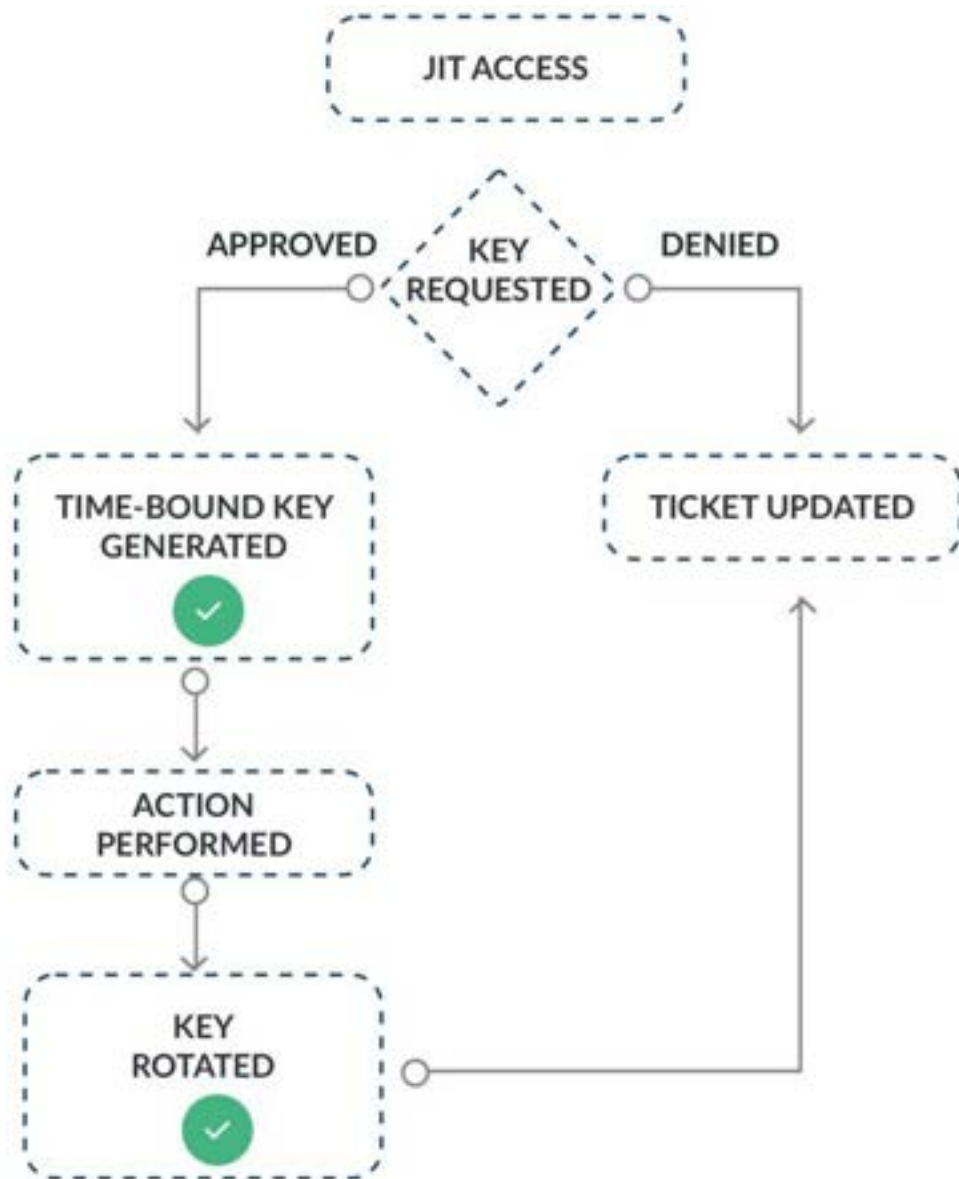 JIT ACCESS
APPROVED
KEY
REQUESTED
DENIED
TIME-BOUND KEY
GENERATED
TICKET UPDATED
ACTION
PERFORMED
KEY
ROTATED